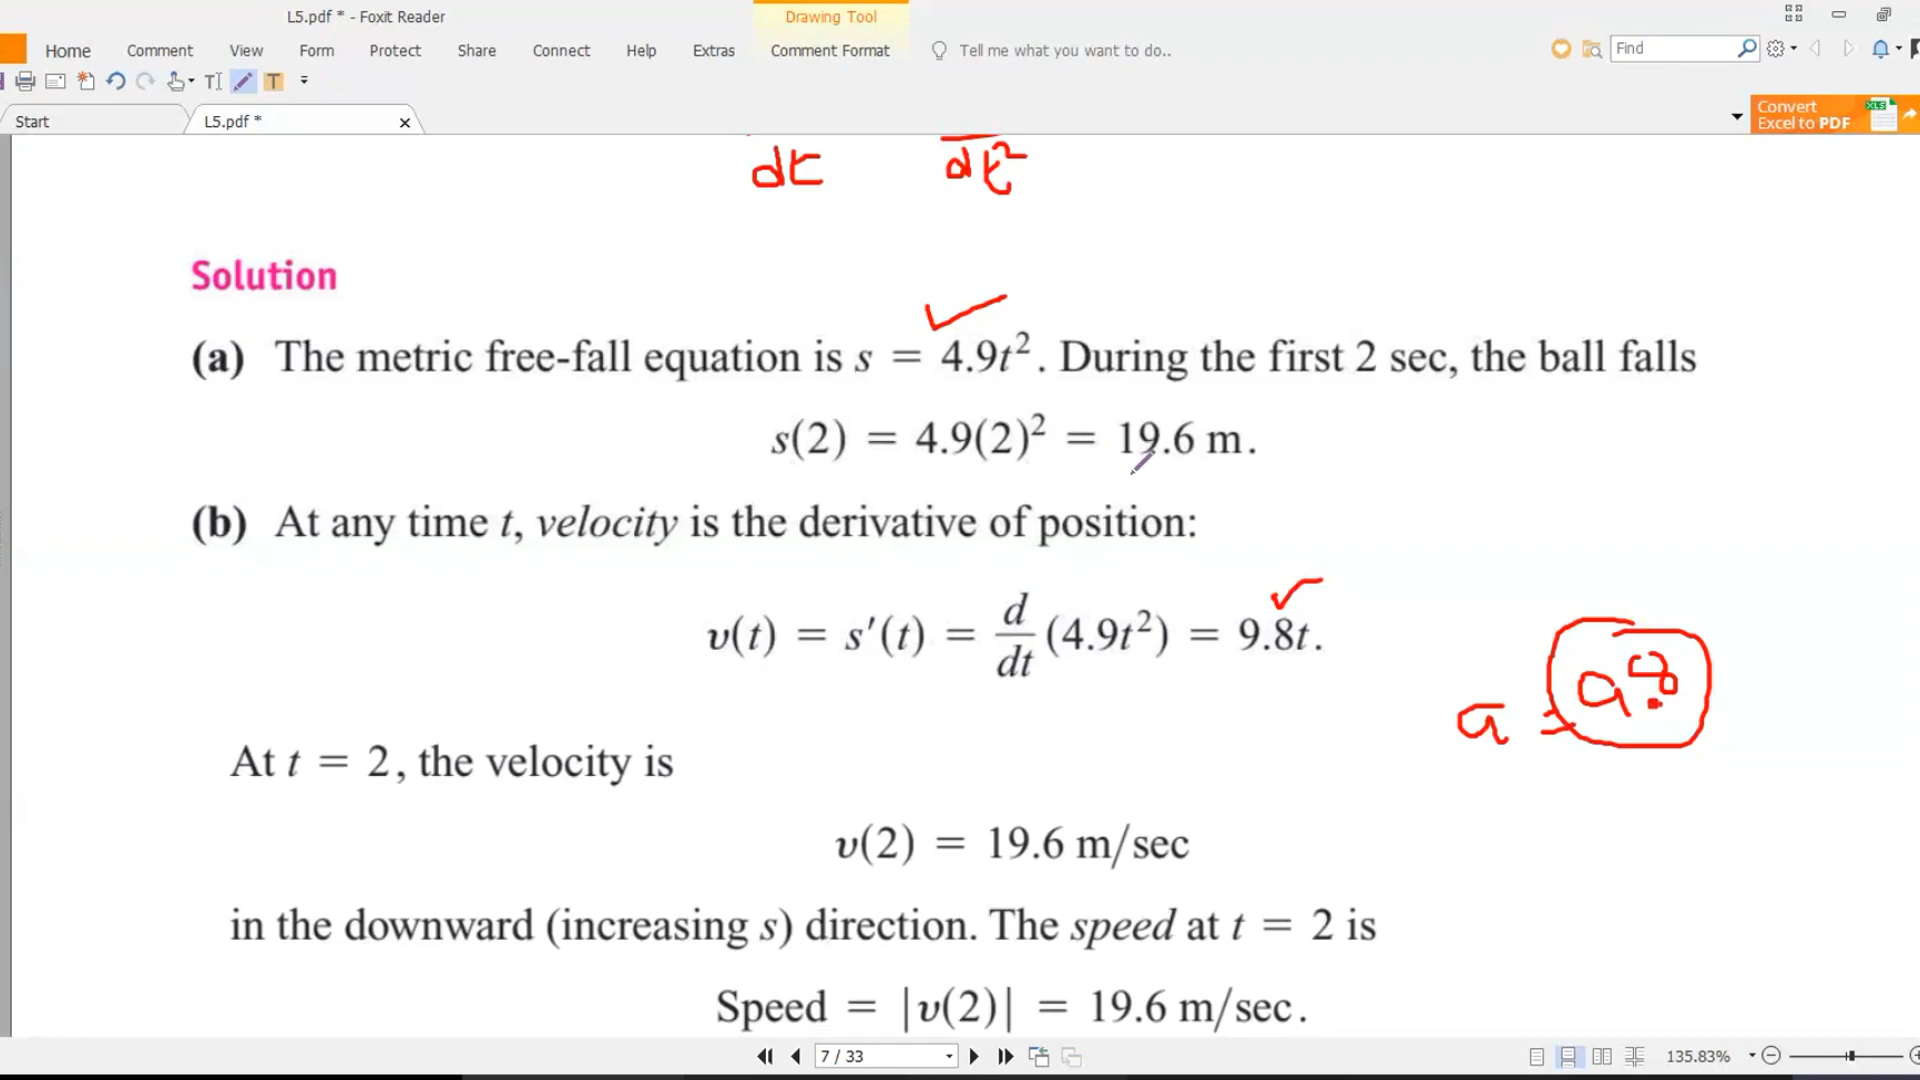 L5.pdf * - Foxit Reader
Drawing Tool
Home Comment View Form Protect Share Connect Help Extras Comment Format Tell me what you want to do.. Find
Start L5.pdf *
Convert Excel to PDF XLS
dt dt²
Solution
(a) The metric free-fall equation is s = 4.9t². During the first 2 sec, the ball falls
s(2) = 4.9(2)² = 19.6 m.
(b) At any time t, velocity is the derivative of position:
v(t) = s′(t) = d/dt (4.9t²) = 9.8t.
a =
At t = 2, the velocity is
v(2) = 19.6 m/sec
in the downward (increasing s) direction. The speed at t = 2 is
Speed = |v(2)| = 19.6 m/sec.
7 / 33 135.83%